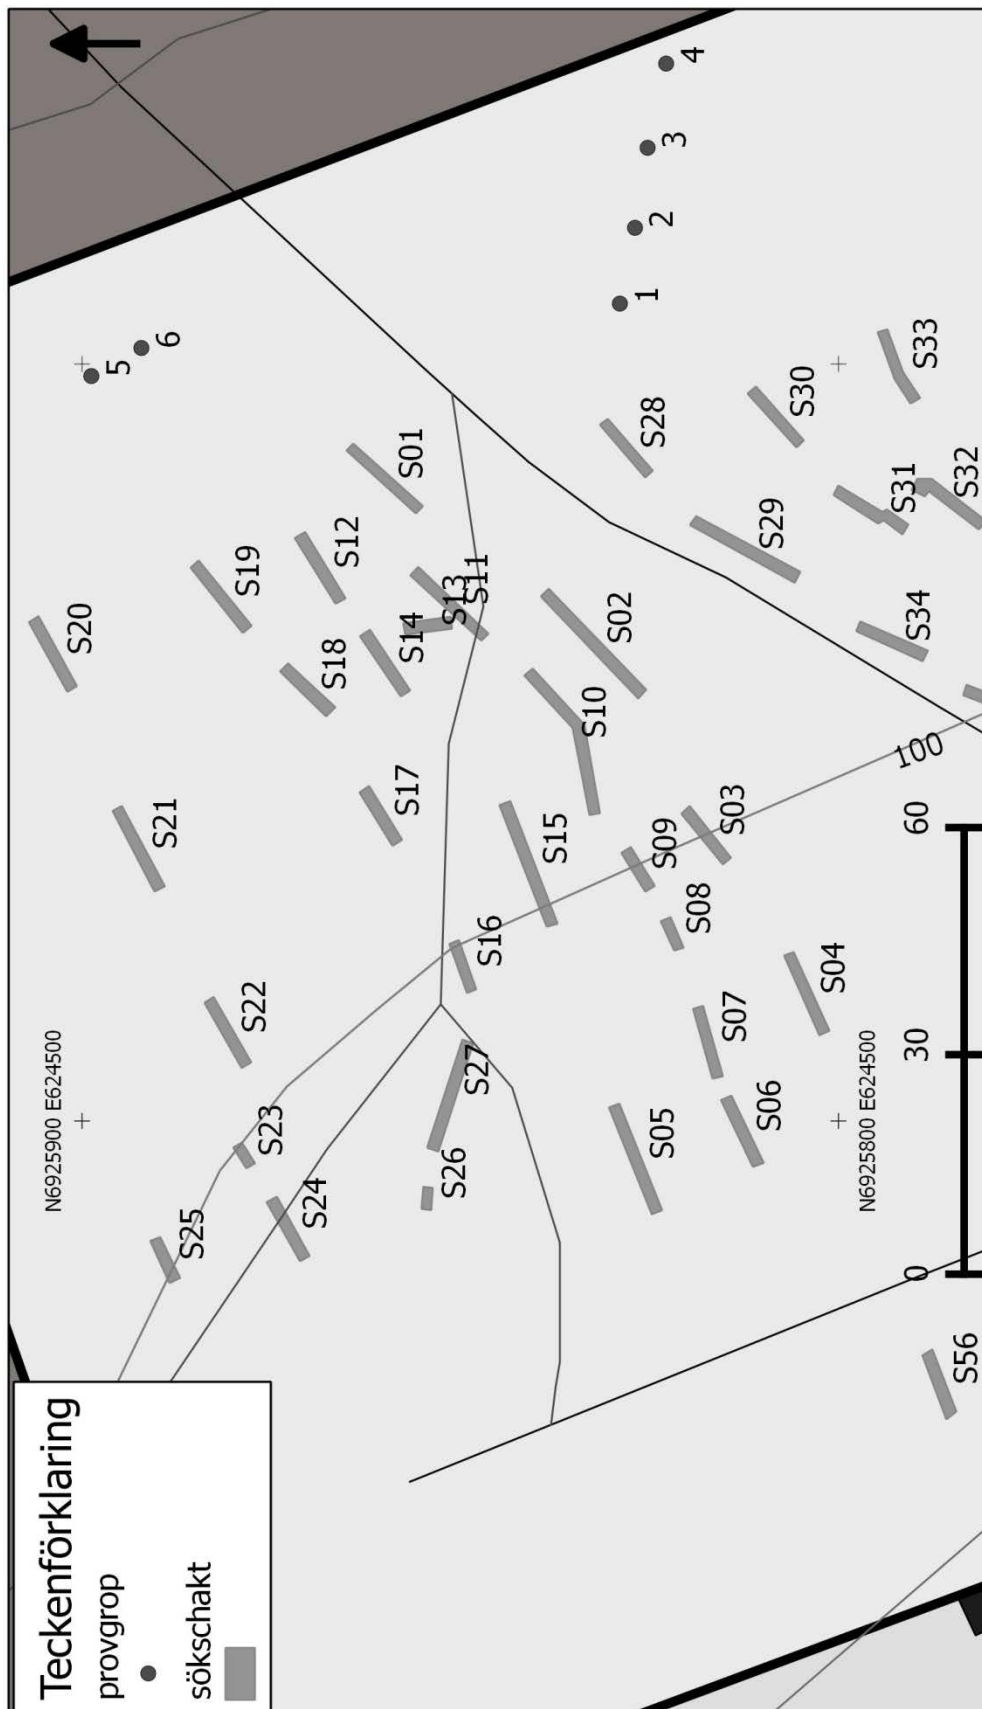 Teckenförklaring
provgrop
sökschakt
N6925900 E624500
N6925800 E624500
S25
S23
S24
S22
S21
S20
S19
S18
S17
S12
S01
S14
S13
S11
S16
S27
S26
S15
S10
S02
S28
S29
S30
S31
S32
S33
S34
S09
S03
S08
S07
S04
S05
S06
S56
5
6
1
2
3
4
100
0
30
60